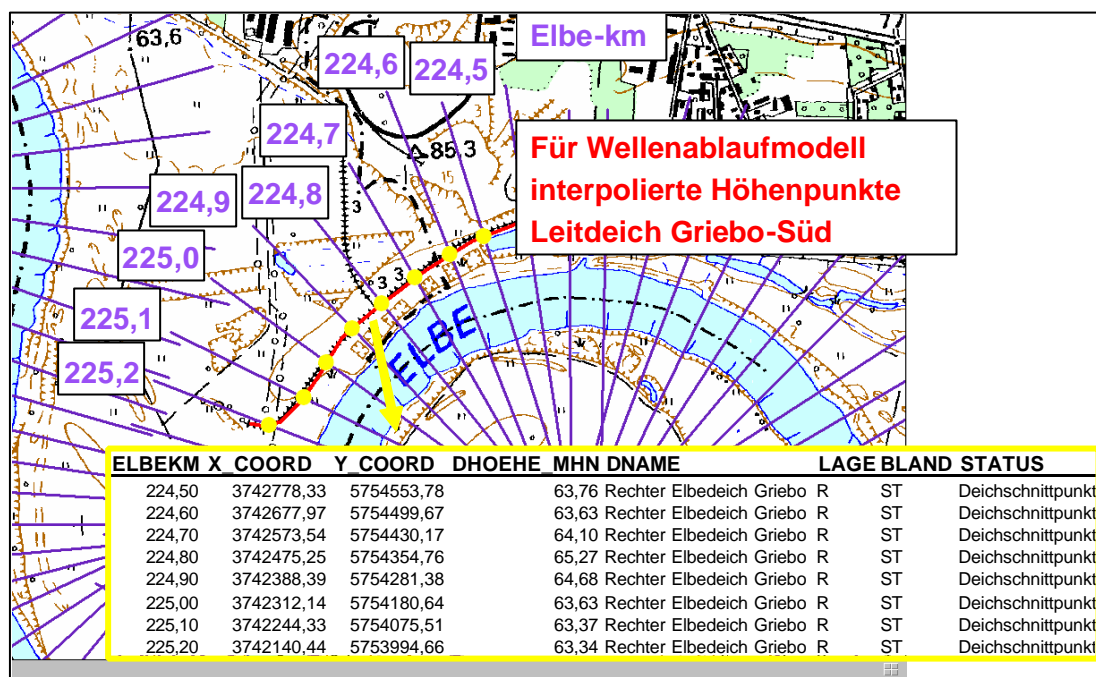 63,6
224,6
224,5
Elbe-km
224,7
85,3
Für Wellenablaufmodell
interpolierte Höhenpunkte
Leitdeich Griebo-Süd
224,9
224,8
225,0
225,1
225,2
3
15
3
3 3
ELBE
ELBEKM X_COORD Y_COORD DHOEHE_MHN DNAME LAGE BLAND STATUS
224,50 3742778,33 5754553,78 63,76 Rechter Elbedeich Griebo R ST Deichschnittpunkt
224,60 3742677,97 5754499,67 63,63 Rechter Elbedeich Griebo R ST Deichschnittpunkt
224,70 3742573,54 5754430,17 64,10 Rechter Elbedeich Griebo R ST Deichschnittpunkt
224,80 3742475,25 5754354,76 65,27 Rechter Elbedeich Griebo R ST Deichschnittpunkt
224,90 3742388,39 5754281,38 64,68 Rechter Elbedeich Griebo R ST Deichschnittpunkt
225,00 3742312,14 5754180,64 63,63 Rechter Elbedeich Griebo R ST Deichschnittpunkt
225,10 3742244,33 5754075,51 63,37 Rechter Elbedeich Griebo R ST Deichschnittpunkt
225,20 3742140,44 5753994,66 63,34 Rechter Elbedeich Griebo R ST Deichschnittpunkt